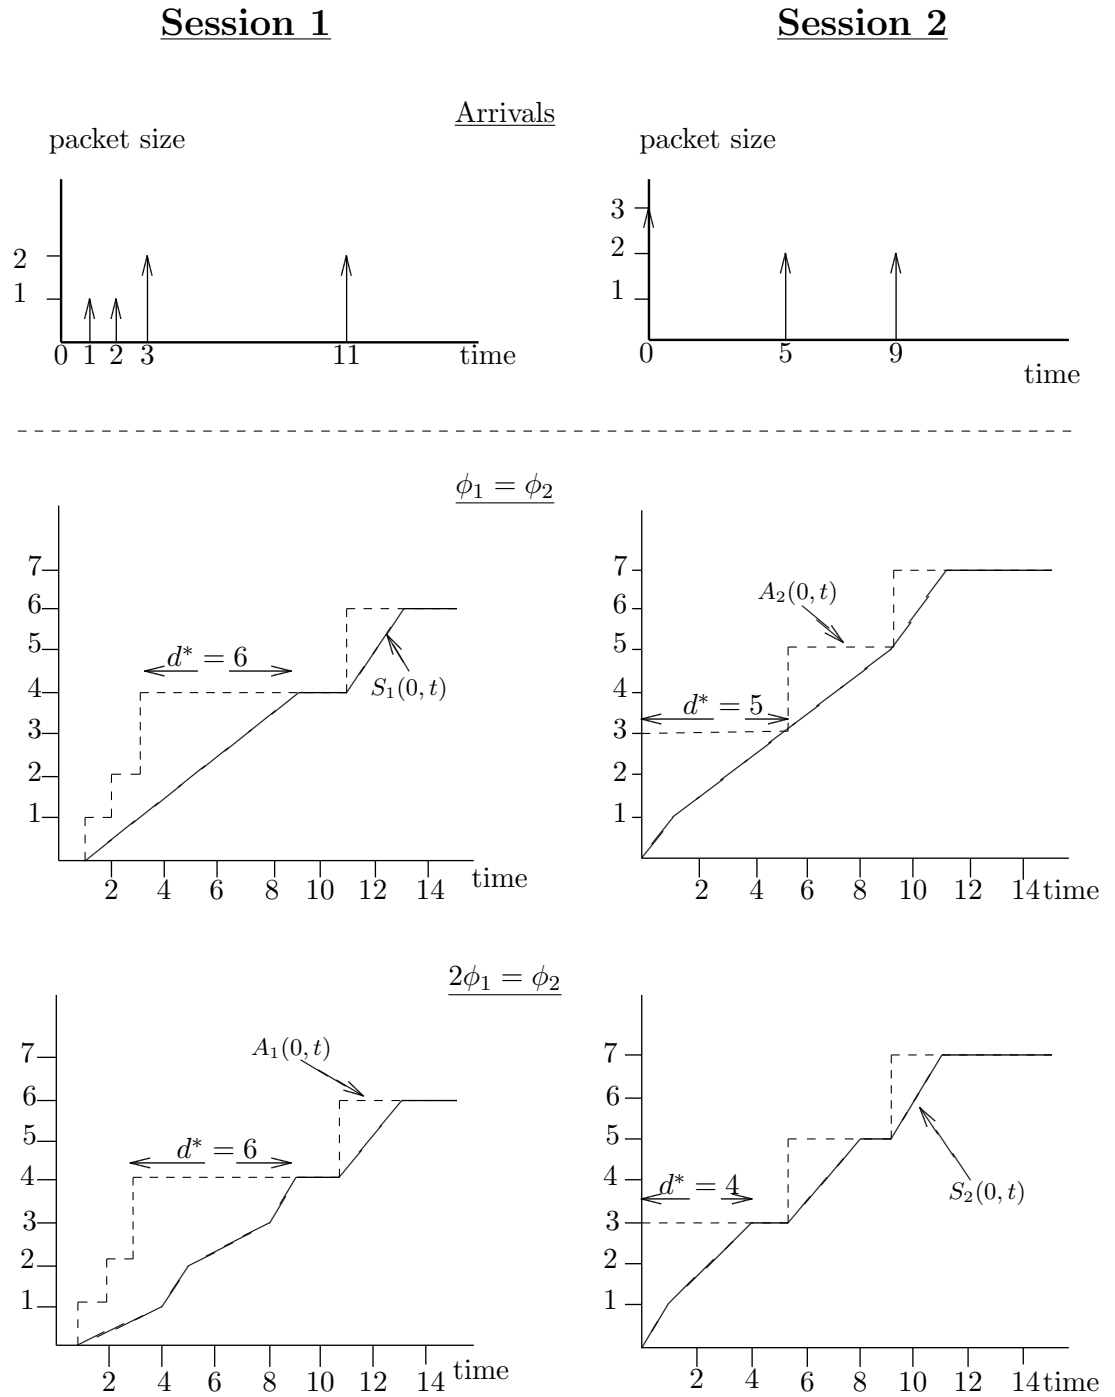 Session 1
Session 2
Arrivals
packet size
packet size
2
1
0 1 2 3 11 time
3
2
1
0 5 9
time
$\phi_1 = \phi_2$
7
6
5
4
3
2
1
d* = 6
S₁(0, t)
2 4 6 8 10 12 14 time
7
6
5
4
3
2
1
A₂(0, t)
d* = 5
2 4 6 8 10 12 14 time
$2\phi_1 = \phi_2$
7
6
5
4
3
2
1
A₁(0, t)
d* = 6
2 4 6 8 10 12 14 time
7
6
5
4
3
2
1
d* = 4
S₂(0, t)
2 4 6 8 10 12 14 time